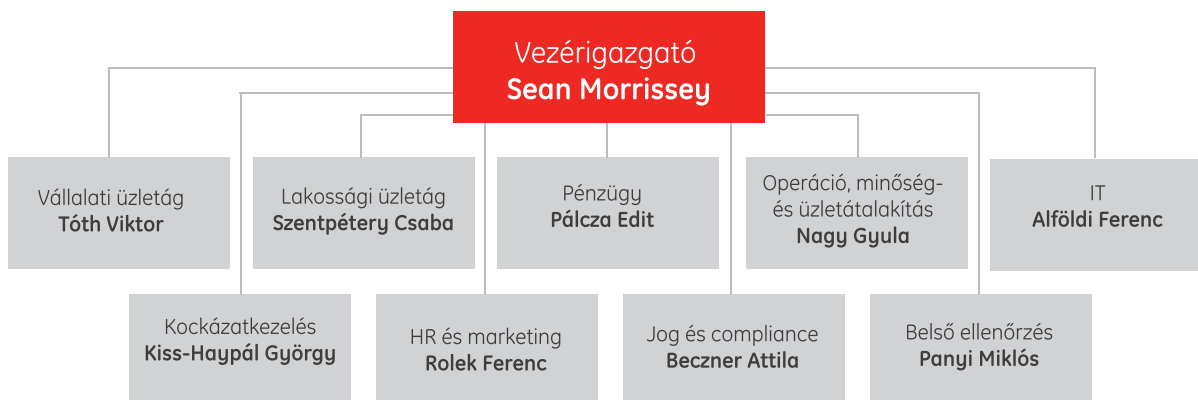 Vezérigazgató
Sean Morrissey
Vállalati üzletág
Tóth Viktor
Lakossági üzletág
Szentpétery Csaba
Pénzügy
Pálcza Edit
Operáció, minőség-
és üzletátalakítás
Nagy Gyula
IT
Alföldi Ferenc
Kockázatkezelés
Kiss-Haypál György
HR és marketing
Rolek Ferenc
Jog és compliance
Beczner Attila
Belső ellenőrzés
Panyi Miklós